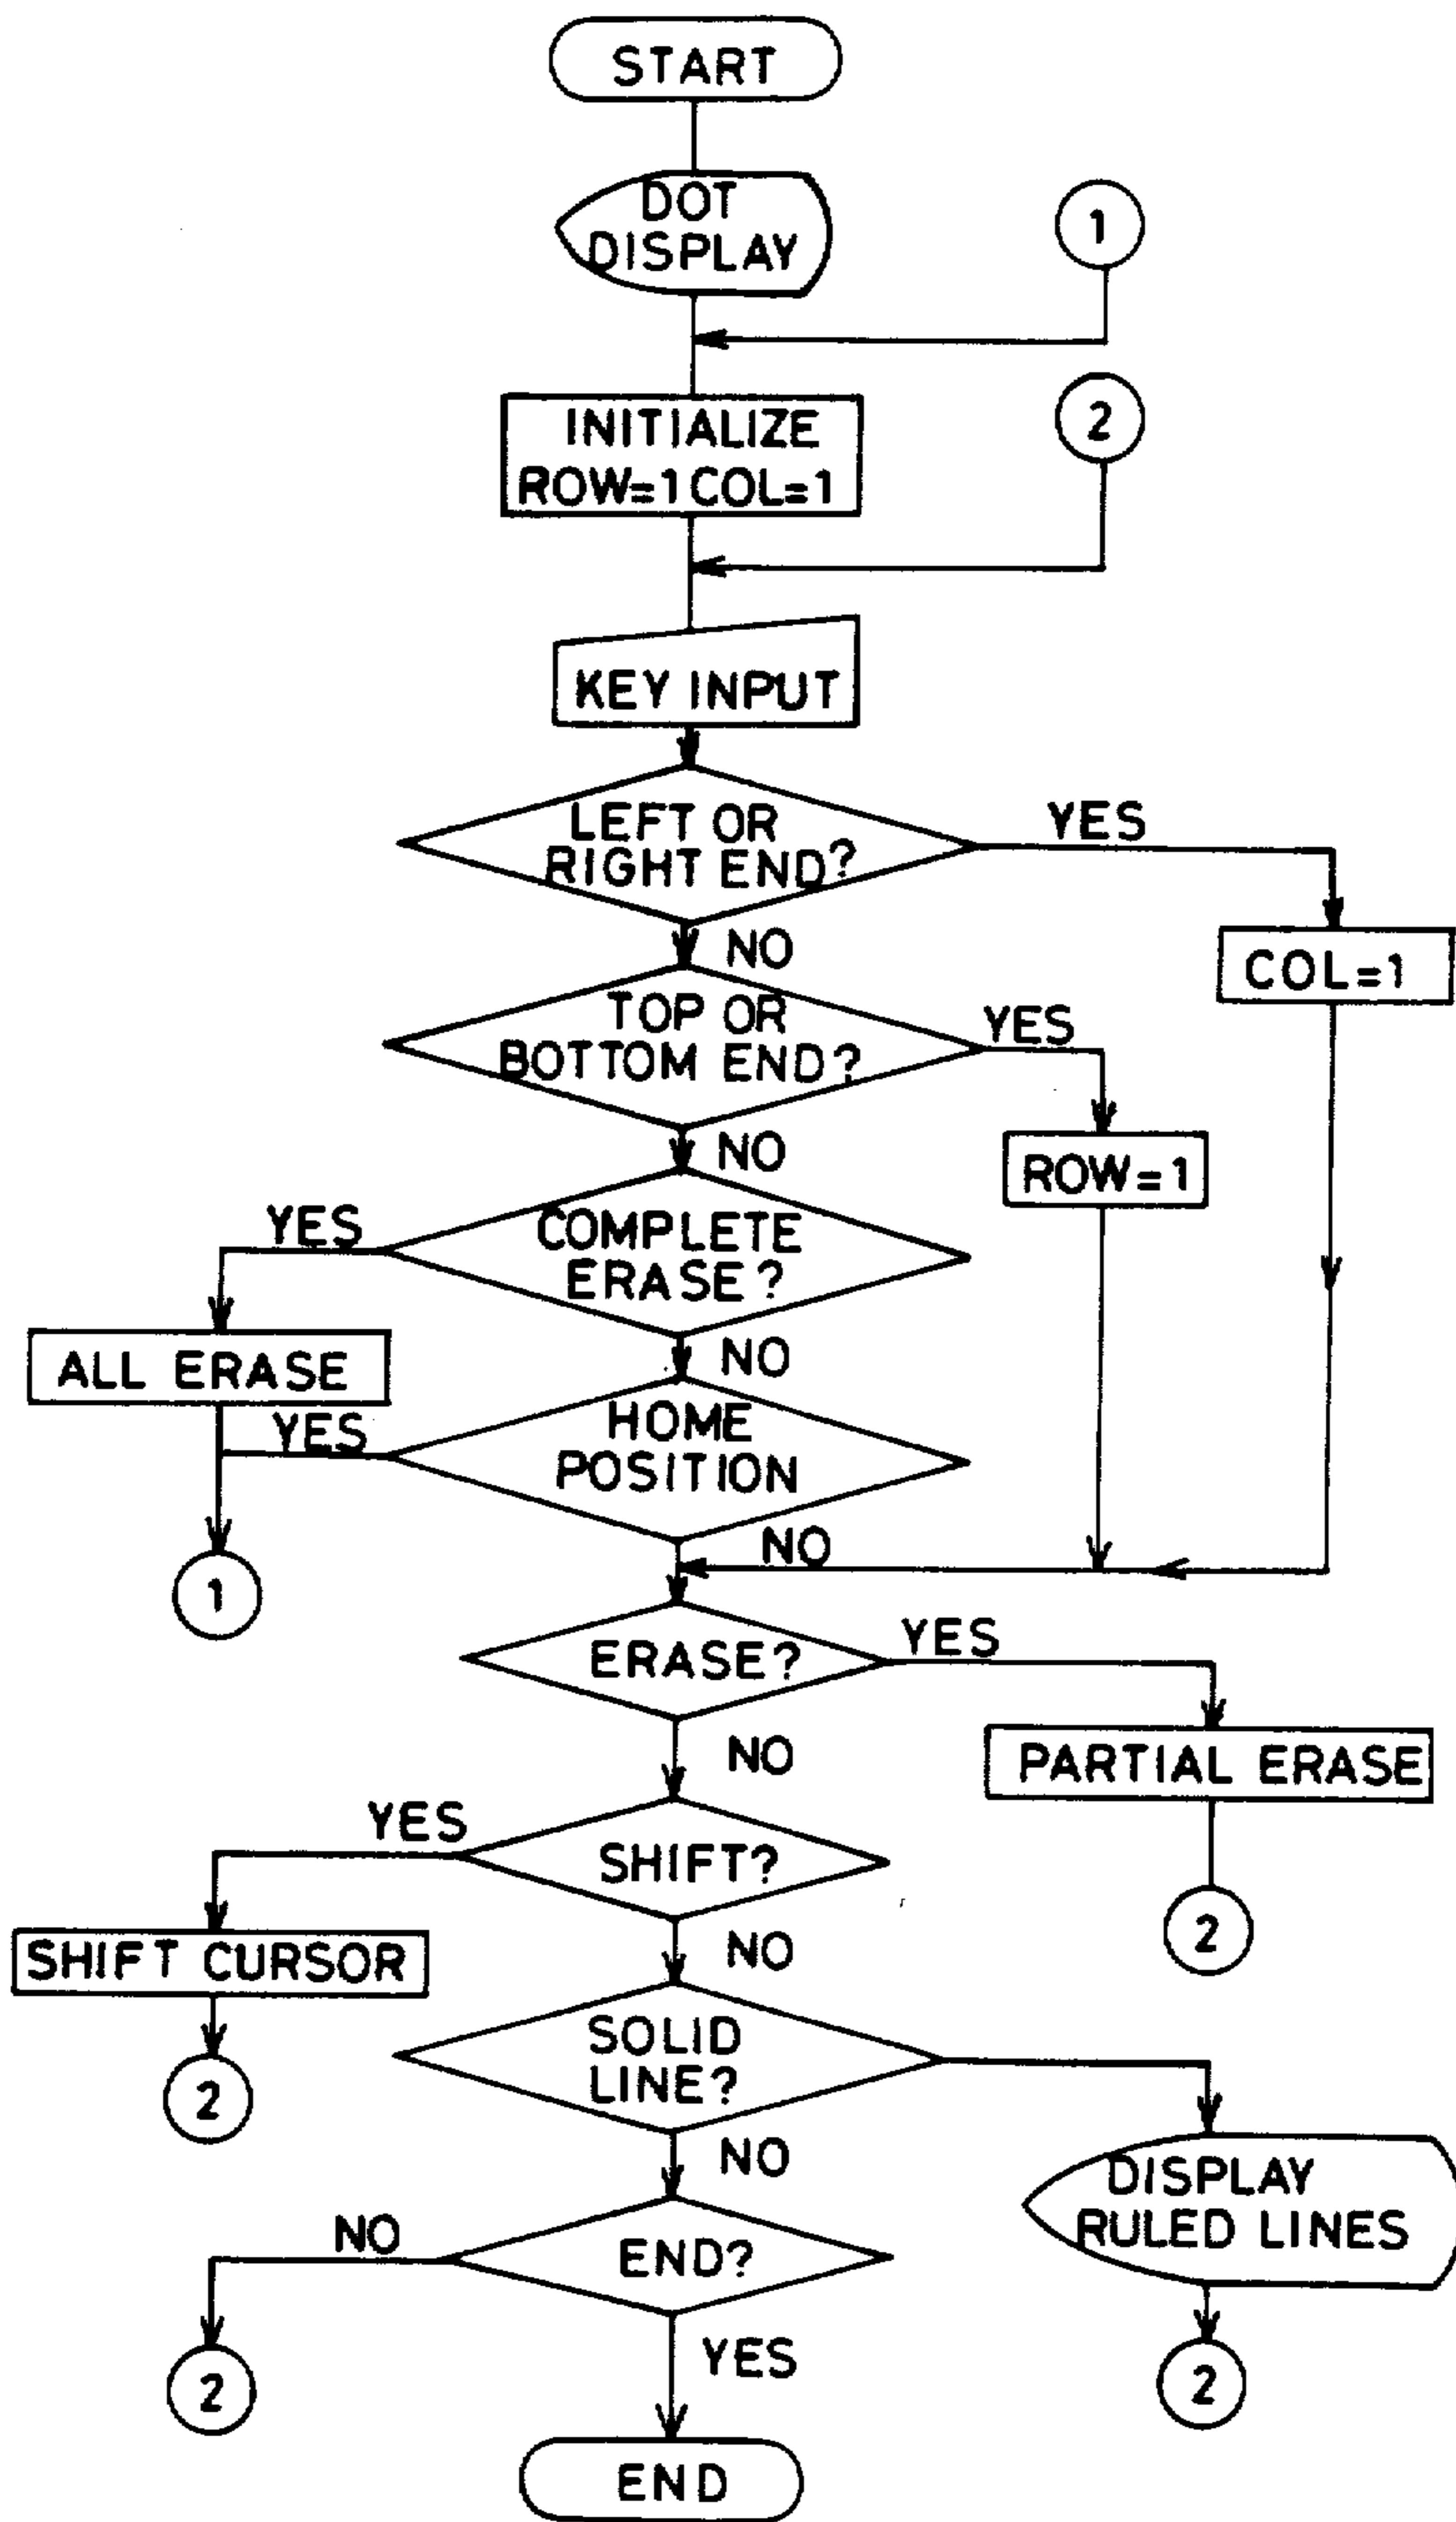 START
DOT
DISPLAY
1
INITIALIZE
ROW=1 COL=1
2
KEY INPUT
LEFT OR
RIGHT END?
YES
NO
COL=1
TOP OR
BOTTOM END?
YES
NO
ROW=1
COMPLETE
ERASE?
YES
NO
ALL ERASE
HOME
POSITION
YES
NO
1
ERASE?
YES
NO
PARTIAL ERASE
2
SHIFT?
YES
NO
SHIFT CURSOR
2
SOLID
LINE?
NO
DISPLAY
RULED LINES
2
END?
NO
2
YES
END